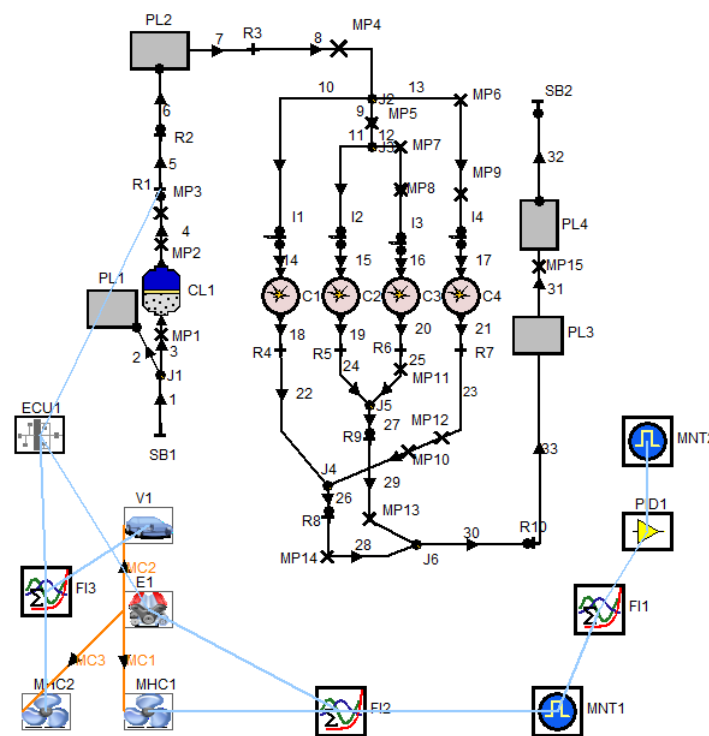 PL2
7
R3
8
MP4
6
R2
5
R1
MP3
4
MP2
PL1
CL1
MP1
2
3
J1
1
SB1
10
J2
13
MP6
9
MP5
11
12
J3
MP7
MP8
MP9
SB2
32
I1
I2
I3
I4
PL4
14
15
16
17
MP15
31
C1
C2
C3
C4
PL3
18
19
20
21
R4
R5
R6
R7
24
25
MP11
22
23
J5
27
MP12
R9
MP10
33
J4
29
26
R8
MP13
30
R10
MP14
28
J6
ECU1
V1
MC2
E1
FI3
MC3
MC1
MHC2
MHC1
FI2
MNT1
FI1
PID1
MNT2